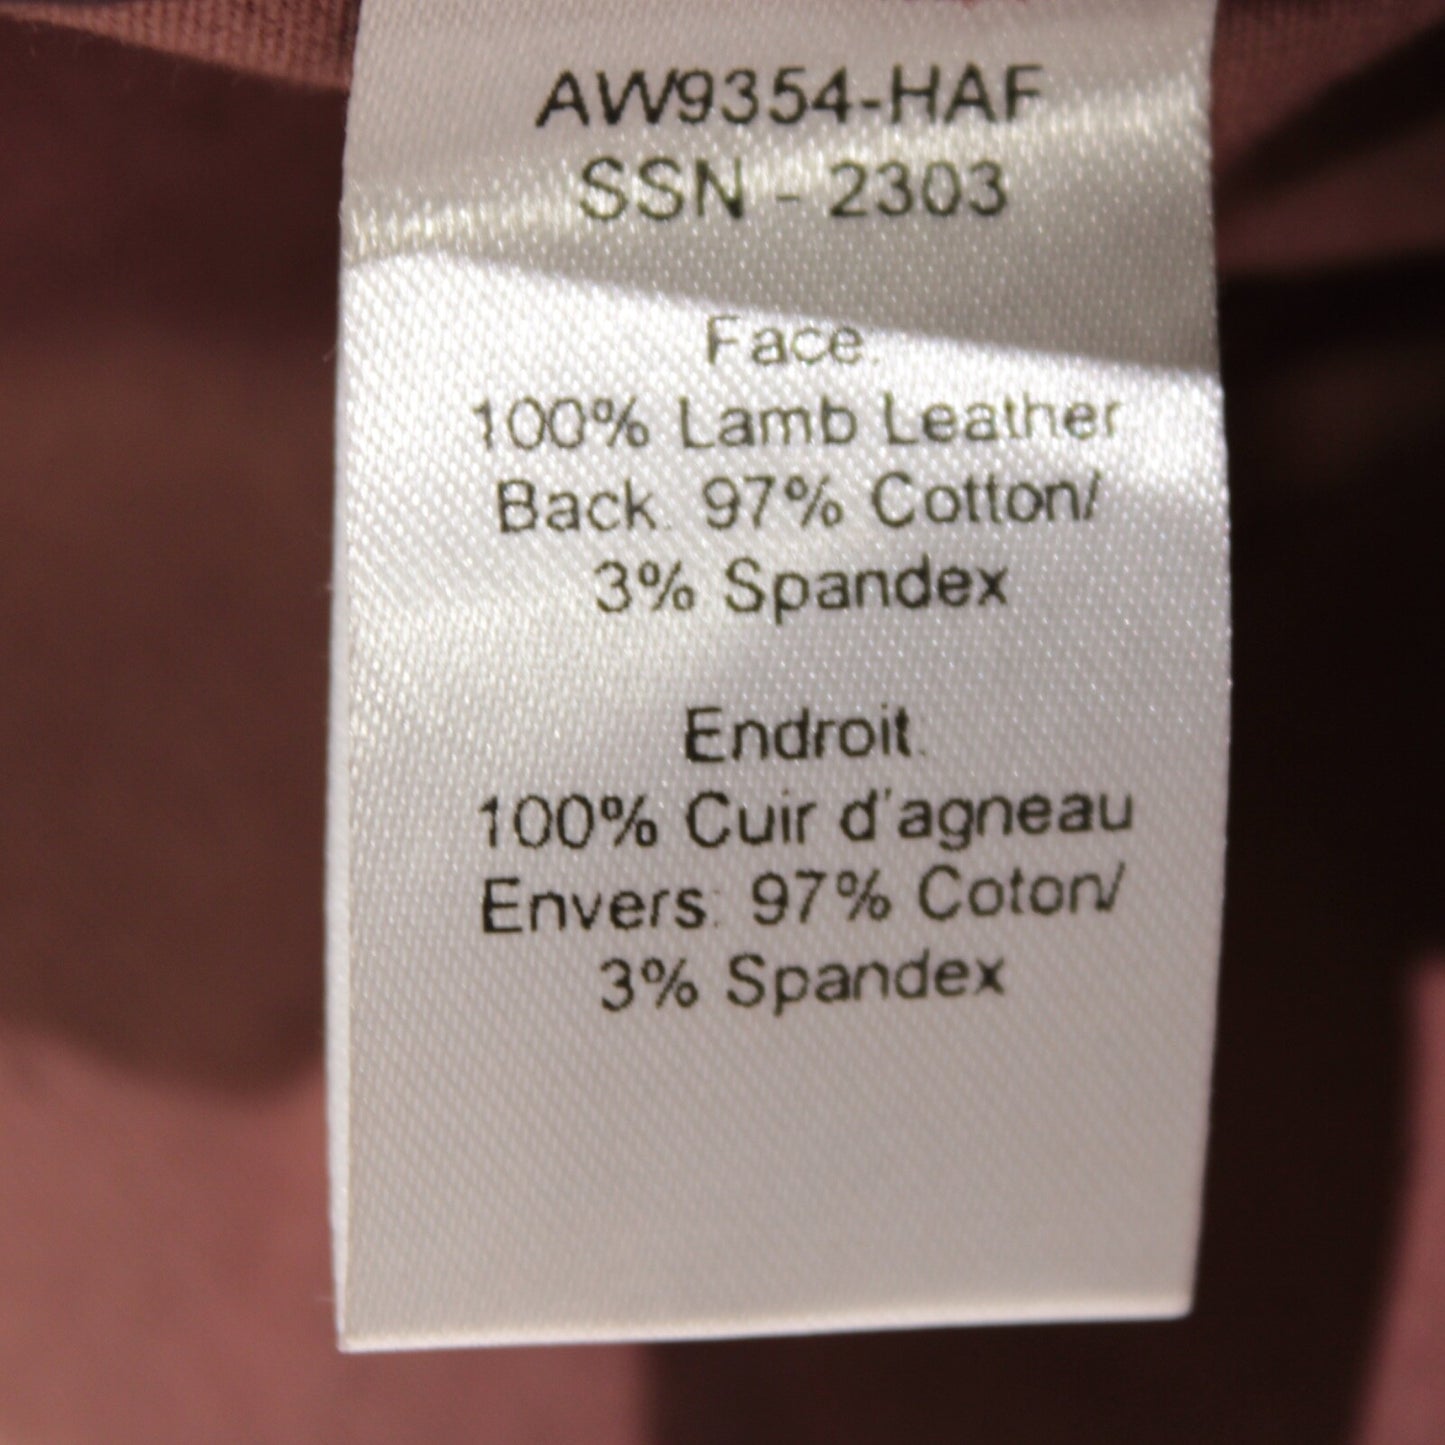 AW9354-HAF
SSN - 2303
Face:
100% Lamb Leather
Back: 97% Cotton/
3% Spandex
Endroit:
100% Cuir d'agneau
Envers: 97% Coton/
3% Spandex